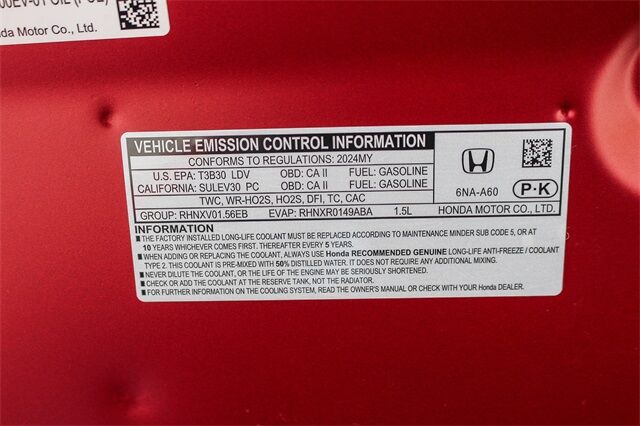 Honda Motor Co., Ltd.
VEHICLE EMISSION CONTROL INFORMATION
CONFORMS TO REGULATIONS: 2024MY
U.S. EPA: T3B30 LDV OBD: CA II FUEL: GASOLINE
CALIFORNIA: SULEV30 PC OBD: CA II FUEL: GASOLINE
TWC, WR-HO2S, HO2S, DFI, TC, CAC
GROUP: RHNXV01.56EB EVAP: RHNXR0149ABA 1.5L
6NA-A60 P·K
HONDA MOTOR CO., LTD.
INFORMATION
■ THE FACTORY INSTALLED LONG-LIFE COOLANT MUST BE REPLACED ACCORDING TO MAINTENANCE MINDER SUB CODE 5, OR AT
10 YEARS WHICHEVER COMES FIRST. THEREAFTER EVERY 5 YEARS.
■ WHEN ADDING OR REPLACING THE COOLANT, ALWAYS USE Honda RECOMMENDED GENUINE LONG-LIFE ANTI-FREEZE / COOLANT
TYPE 2. THIS COOLANT IS PRE-MIXED WITH 50% DISTILLED WATER. IT DOES NOT REQUIRE ANY ADDITIONAL MIXING.
■ NEVER DILUTE THE COOLANT, OR THE LIFE OF THE ENGINE MAY BE SERIOUSLY SHORTENED.
■ CHECK OR ADD THE COOLANT AT THE RESERVE TANK, NOT THE RADIATOR.
■ FOR FURTHER INFORMATION ON THE COOLING SYSTEM, READ THE OWNER'S MANUAL OR CHECK WITH YOUR Honda DEALER.